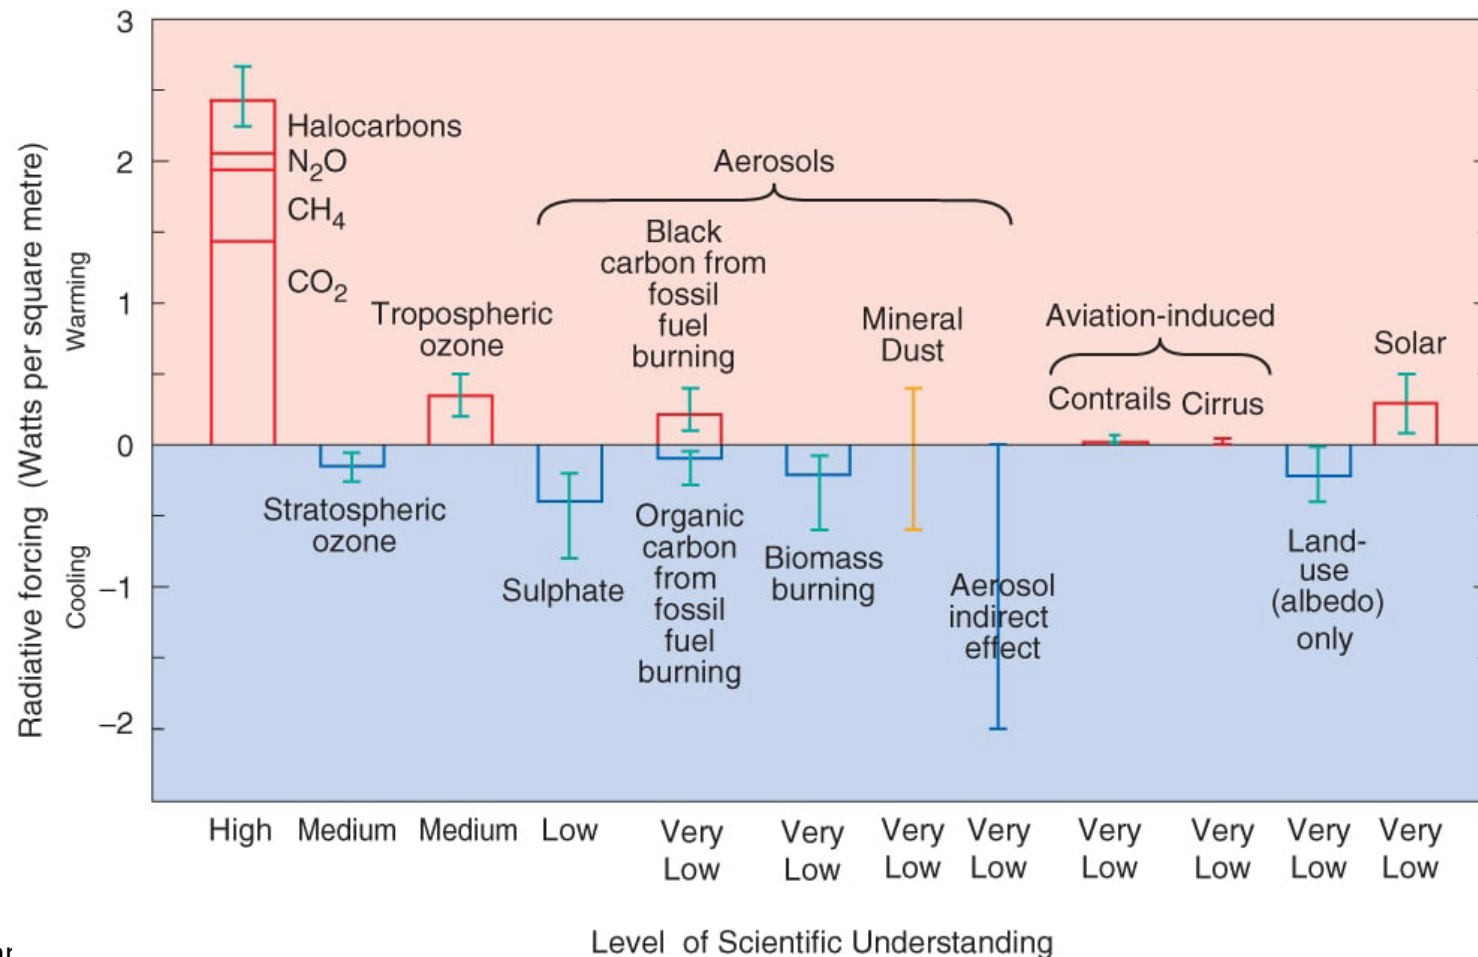 3
2
1
0
–1
–2
Radiative forcing (Watts per square metre)
Warming
Cooling
Halocarbons
N₂O
CH₄
CO₂
Stratospheric
ozone
Tropospheric
ozone
Aerosols
Sulphate
Black
carbon from
fossil
fuel
burning
Organic
carbon
from
fossil
fuel
burning
Biomass
burning
Mineral
Dust
Aerosol
indirect
effect
Aviation-induced
Contrails
Cirrus
Land-
use
(albedo)
only
Solar
High
Medium
Medium
Low
Very
Low
Very
Low
Very
Low
Very
Low
Very
Low
Very
Low
Very
Low
Very
Low
Level of Scientific Understanding